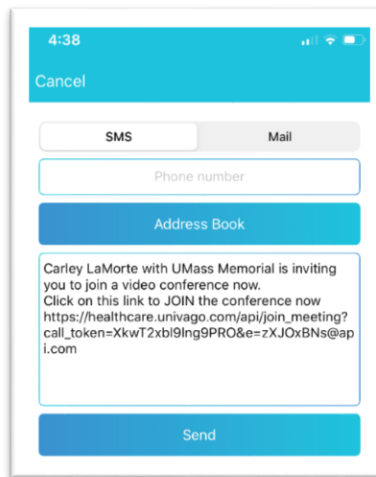 4:38
Cancel
SMS Mail
Phone number
Address Book
Carley LaMorte with UMass Memorial is inviting
you to join a video conference now.
Click on this link to JOIN the conference now
https://healthcare.univago.com/api/join_meeting?
call_token=XkwT2xbl9Ing9PRO&e=zXJOxBNs@ap
i.com
Send